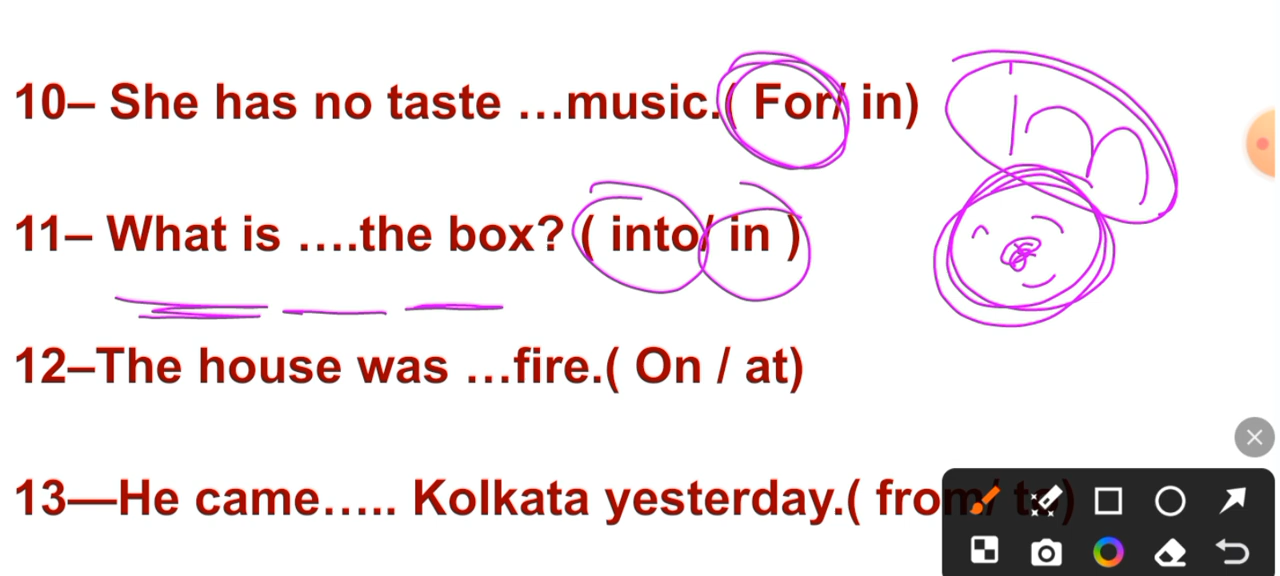 10– She has no taste …music.( For/ in)
11– What is ….the box? ( into/ in )
12–The house was …fire.( On / at)
13—He came….. Kolkata yesterday.( from/ to)